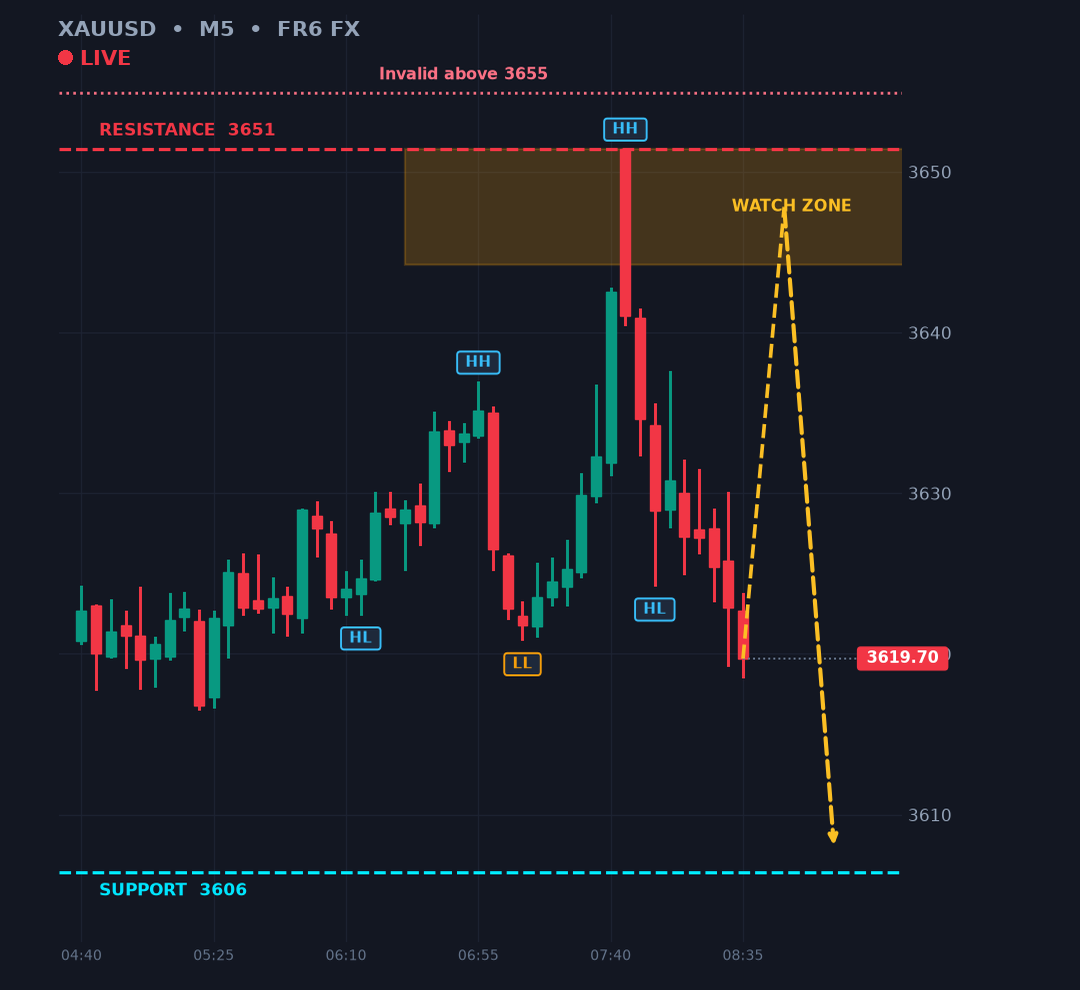 XAUUSD • M5 • FR6 FX
LIVE
Invalid above 3655
RESISTANCE 3651
HH
3650
WATCH ZONE
3640
HH
3630
HL
HL
LL
3619.70
3610
SUPPORT 3606
04:40 05:25 06:10 06:55 07:40 08:35